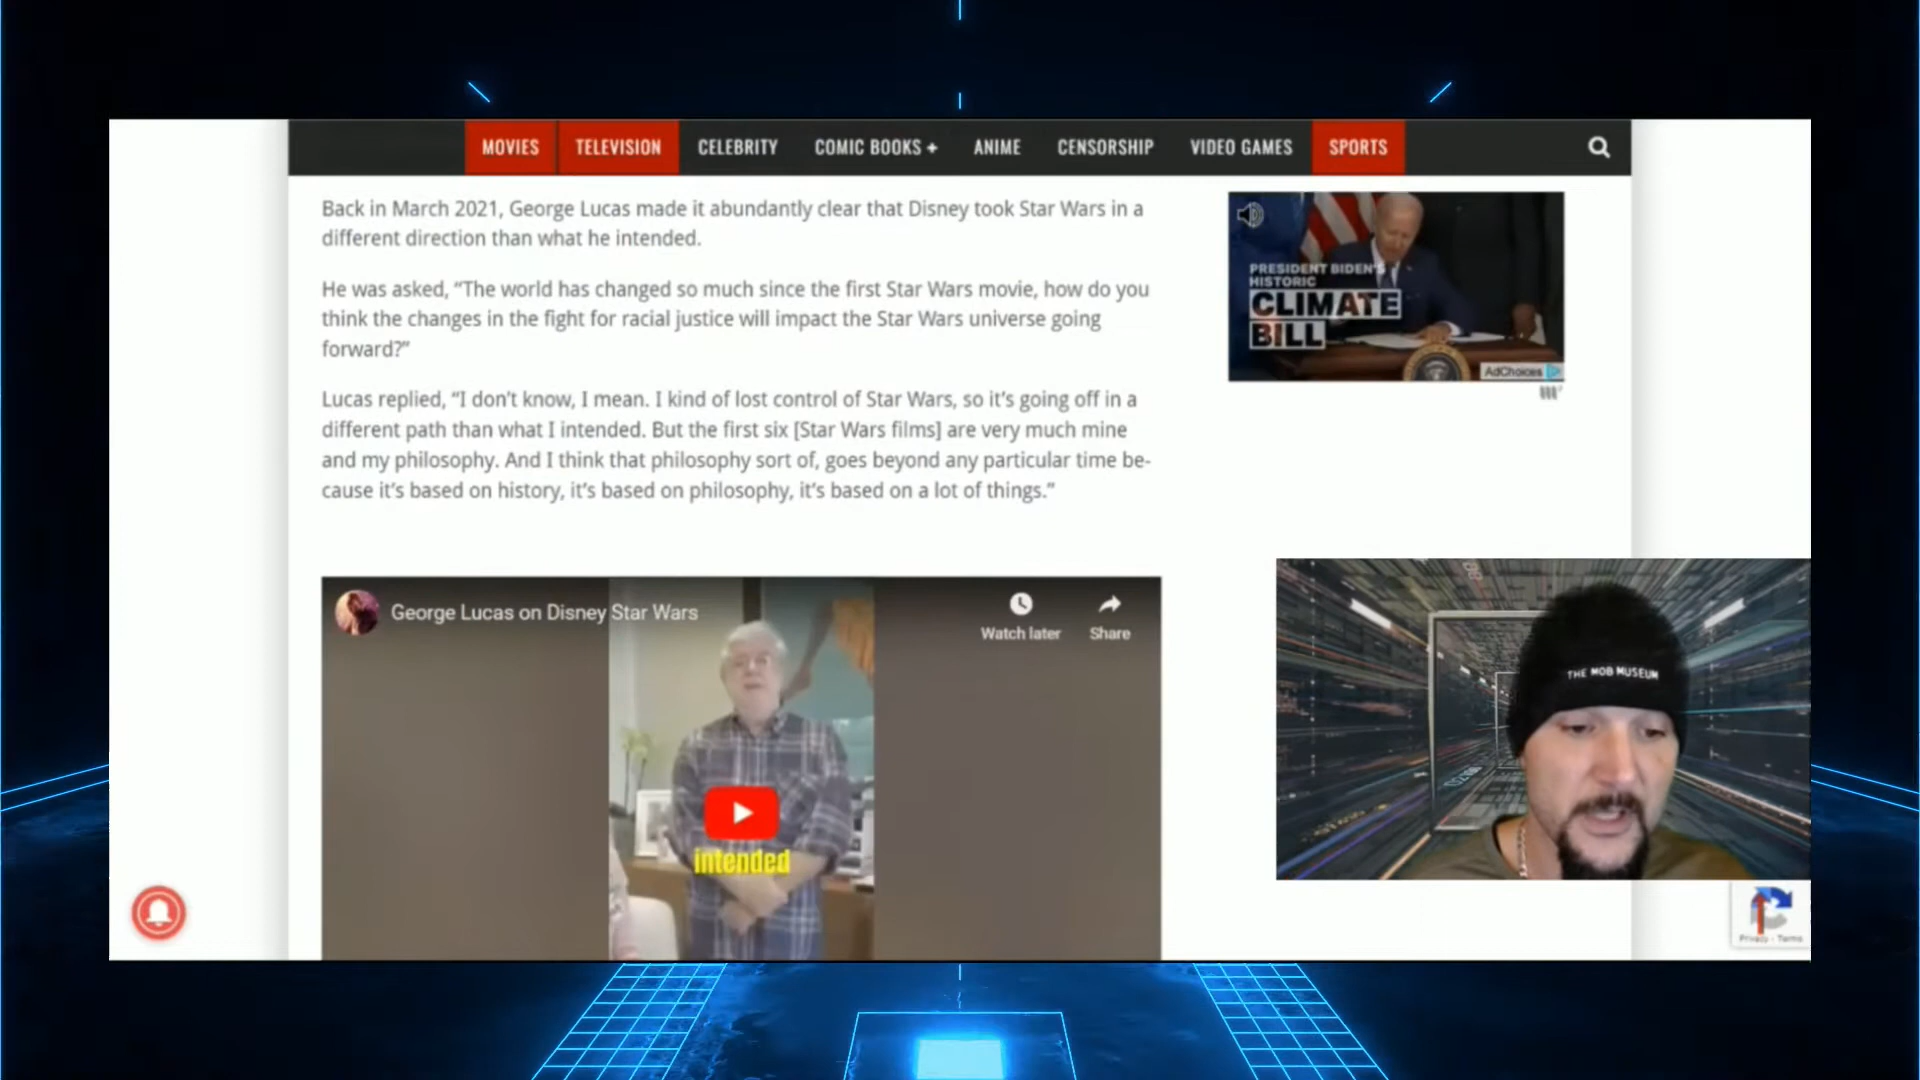 MOVIES TELEVISION CELEBRITY COMIC BOOKS + ANIME CENSORSHIP VIDEO GAMES SPORTS
Back in March 2021, George Lucas made it abundantly clear that Disney took Star Wars in a
different direction than what he intended.
He was asked, “The world has changed so much since the first Star Wars movie, how do you
think the changes in the fight for racial justice will impact the Star Wars universe going
forward?”
Lucas replied, “I don’t know, I mean. I kind of lost control of Star Wars, so it’s going off in a
different path than what I intended. But the first six [Star Wars films] are very much mine
and my philosophy. And I think that philosophy sort of, goes beyond any particular time be-
cause it’s based on history, it’s based on philosophy, it’s based on a lot of things.”
PRESIDENT BIDEN'S
HISTORIC
CLIMATE
BILL
AdChoices
George Lucas on Disney Star Wars
Watch later
Share
intended
THE MOB MUSEUM
Privacy - Terms